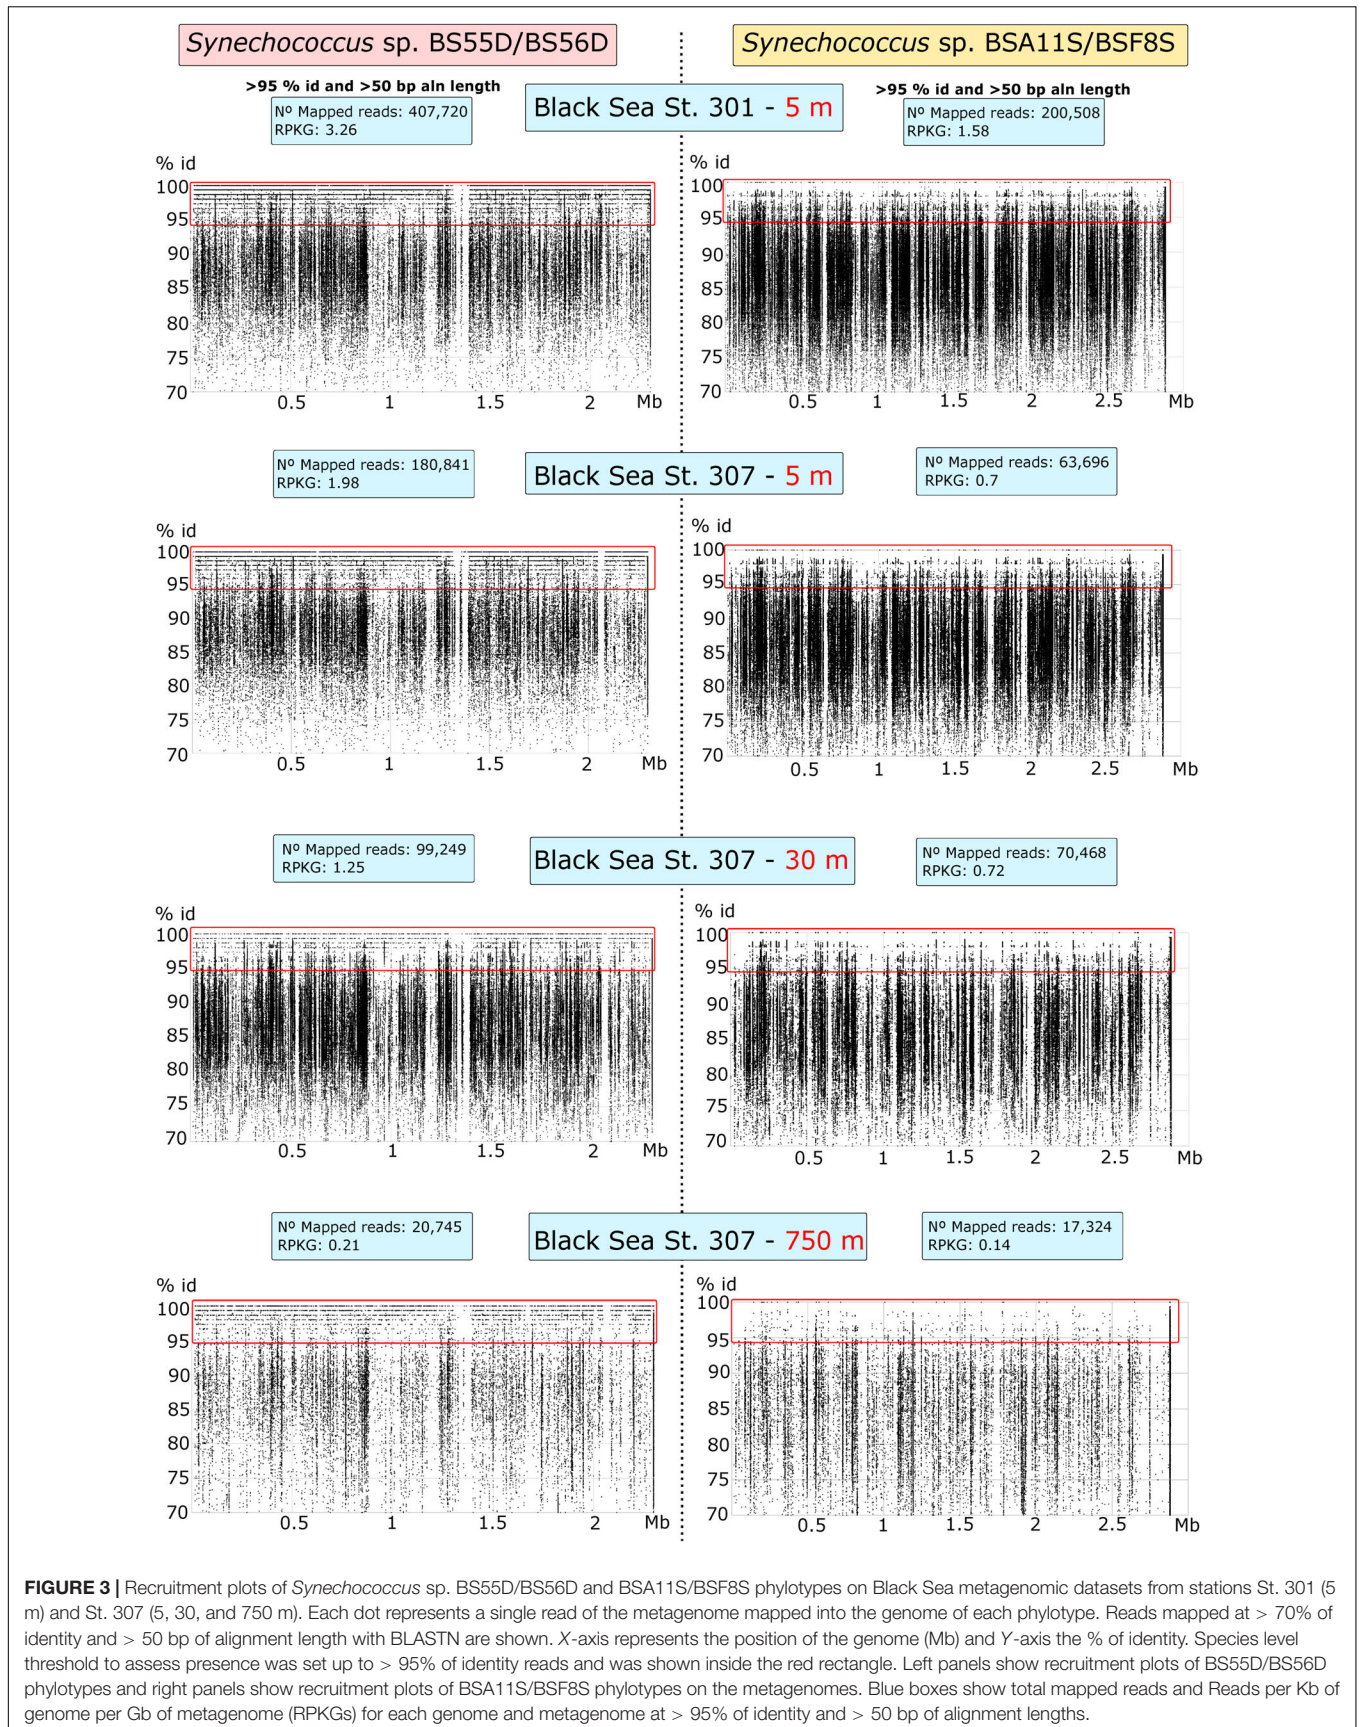 Synechococcus sp. BS55D/BS56D
Synechococcus sp. BSA11S/BSF8S
>95 % id and >50 bp aln length
>95 % id and >50 bp aln length
Nº Mapped reads: 407,720
RPKG: 3.26
Black Sea St. 301 - 5 m
Nº Mapped reads: 200,508
RPKG: 1.58
% id
100
95
90
85
80
75
70
0.5 1 1.5 2 Mb
% id
100
95
90
85
80
75
70
0.5 1 1.5 2 2.5 Mb
Nº Mapped reads: 180,841
RPKG: 1.98
Black Sea St. 307 - 5 m
Nº Mapped reads: 63,696
RPKG: 0.7
% id
100
95
90
85
80
75
70
0.5 1 1.5 2 Mb
% id
100
95
90
85
80
75
70
0.5 1 1.5 2 2.5 Mb
Nº Mapped reads: 99,249
RPKG: 1.25
Black Sea St. 307 - 30 m
Nº Mapped reads: 70,468
RPKG: 0.72
% id
100
95
90
85
80
75
70
0.5 1 1.5 2 Mb
% id
100
95
90
85
80
75
70
0.5 1 1.5 2 2.5 Mb
Nº Mapped reads: 20,745
RPKG: 0.21
Black Sea St. 307 - 750 m
Nº Mapped reads: 17,324
RPKG: 0.14
% id
100
95
90
85
80
75
70
0.5 1 1.5 2 Mb
% id
100
95
90
85
80
75
70
0.5 1 1.5 2 2.5 Mb
FIGURE 3 | Recruitment plots of Synechococcus sp. BS55D/BS56D and BSA11S/BSF8S phylotypes on Black Sea metagenomic datasets from stations St. 301 (5
m) and St. 307 (5, 30, and 750 m). Each dot represents a single read of the metagenome mapped into the genome of each phylotype. Reads mapped at > 70% of
identity and > 50 bp of alignment length with BLASTN are shown. X-axis represents the position of the genome (Mb) and Y-axis the % of identity. Species level
threshold to assess presence was set up to > 95% of identity reads and was shown inside the red rectangle. Left panels show recruitment plots of BS55D/BS56D
phylotypes and right panels show recruitment plots of BSA11S/BSF8S phylotypes on the metagenomes. Blue boxes show total mapped reads and Reads per Kb of
genome per Gb of metagenome (RPKGs) for each genome and metagenome at > 95% of identity and > 50 bp of alignment lengths.